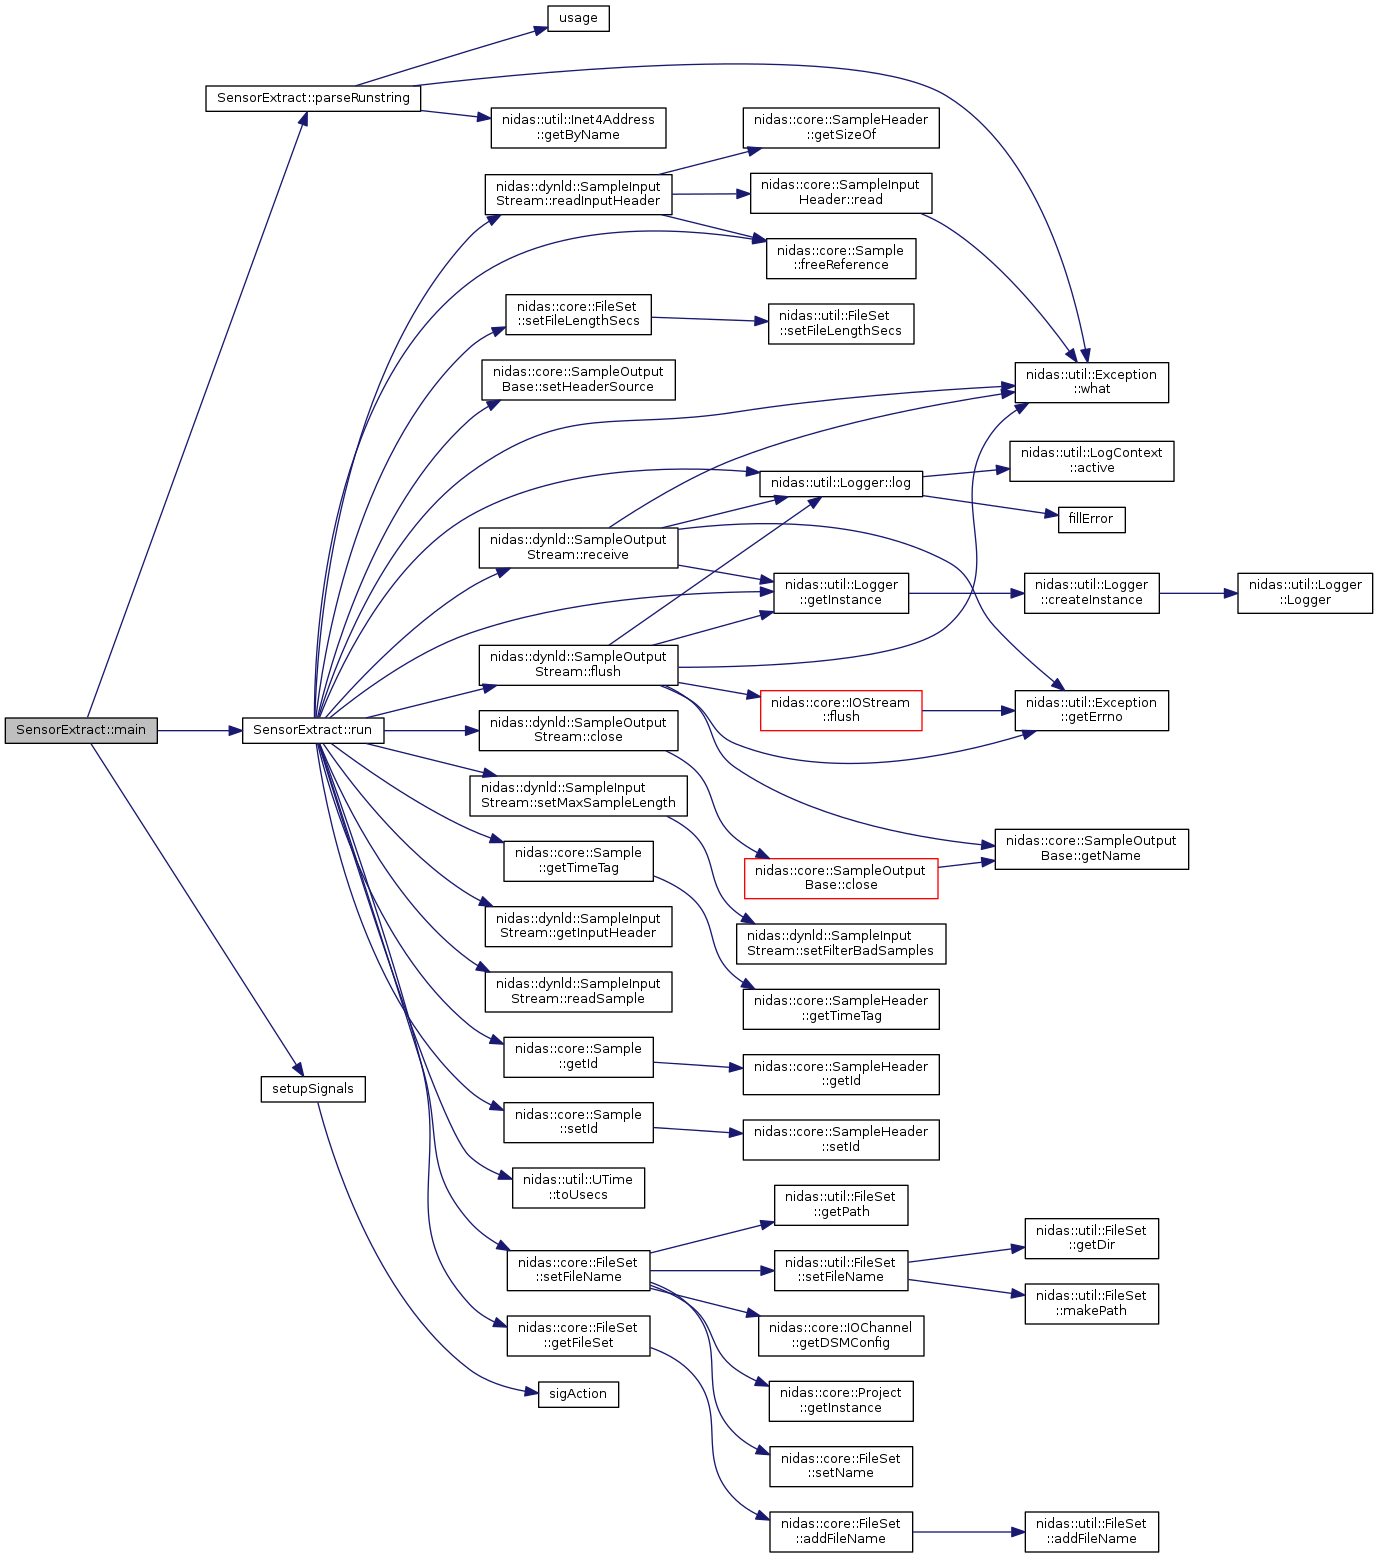 usage
SensorExtract::parseRunstring
nidas::util::Inet4Address
::getByName
nidas::core::SampleHeader
::getSizeOf
nidas::dynld::SampleInput
Stream::readInputHeader
nidas::core::SampleInput
Header::read
nidas::core::Sample
::freeReference
nidas::core::FileSet
::setFileLengthSecs
nidas::util::FileSet
::setFileLengthSecs
nidas::core::SampleOutput
Base::setHeaderSource
nidas::util::Exception
::what
nidas::util::LogContext
::active
nidas::util::Logger::log
fillError
nidas::dynld::SampleOutput
Stream::receive
nidas::util::Logger
::getInstance
nidas::util::Logger
::createInstance
nidas::util::Logger
::Logger
nidas::dynld::SampleOutput
Stream::flush
nidas::core::IOStream
::flush
nidas::util::Exception
::getErrno
SensorExtract::main
SensorExtract::run
nidas::dynld::SampleOutput
Stream::close
nidas::dynld::SampleInput
Stream::setMaxSampleLength
nidas::core::Sample
::getTimeTag
nidas::core::SampleOutput
Base::close
nidas::core::SampleOutput
Base::getName
nidas::dynld::SampleInput
Stream::getInputHeader
nidas::dynld::SampleInput
Stream::setFilterBadSamples
nidas::dynld::SampleInput
Stream::readSample
nidas::core::SampleHeader
::getTimeTag
nidas::core::Sample
::getId
nidas::core::SampleHeader
::getId
setupSignals
nidas::core::Sample
::setId
nidas::core::SampleHeader
::setId
nidas::util::UTime
::toUsecs
nidas::util::FileSet
::getPath
nidas::core::FileSet
::setFileName
nidas::util::FileSet
::setFileName
nidas::util::FileSet
::getDir
nidas::util::FileSet
::makePath
nidas::core::FileSet
::getFileSet
nidas::core::IOChannel
::getDSMConfig
sigAction
nidas::core::Project
::getInstance
nidas::core::FileSet
::setName
nidas::core::FileSet
::addFileName
nidas::util::FileSet
::addFileName